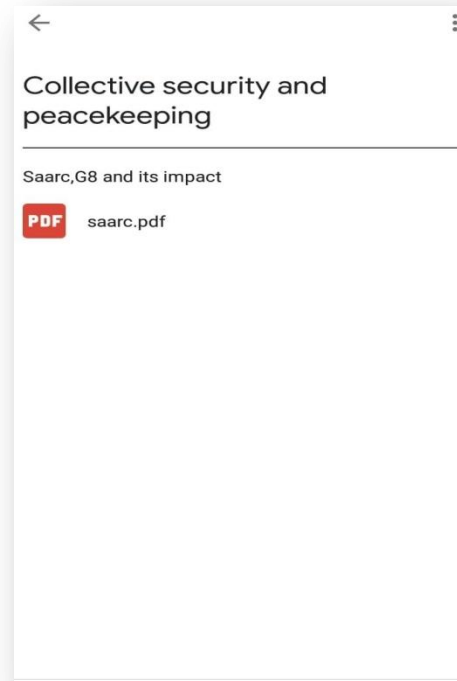 Collective security and
peacekeeping
Saarc,G8 and its impact
PDF saarc.pdf